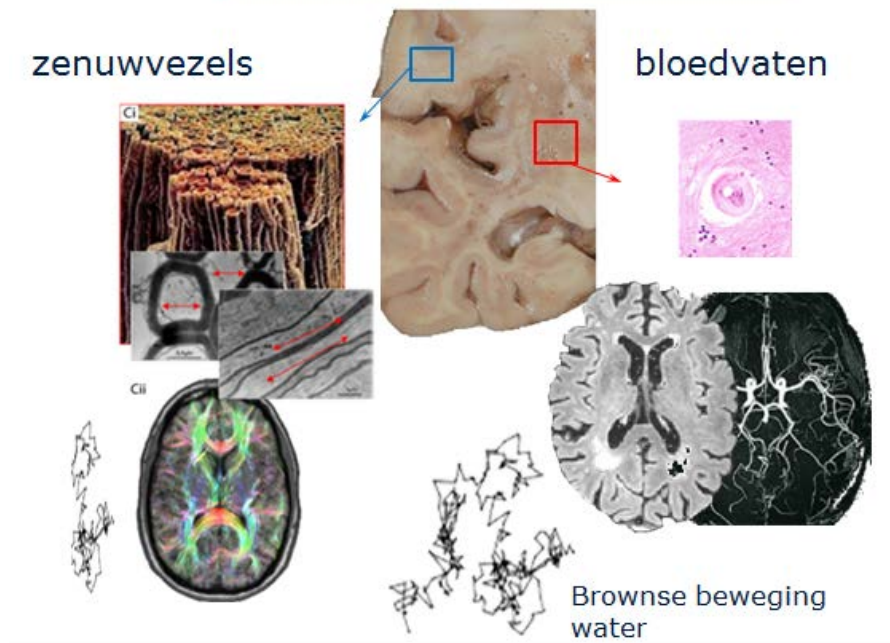 zenuwvezels
bloedvaten
Ci
Cii
Brownse beweging
water